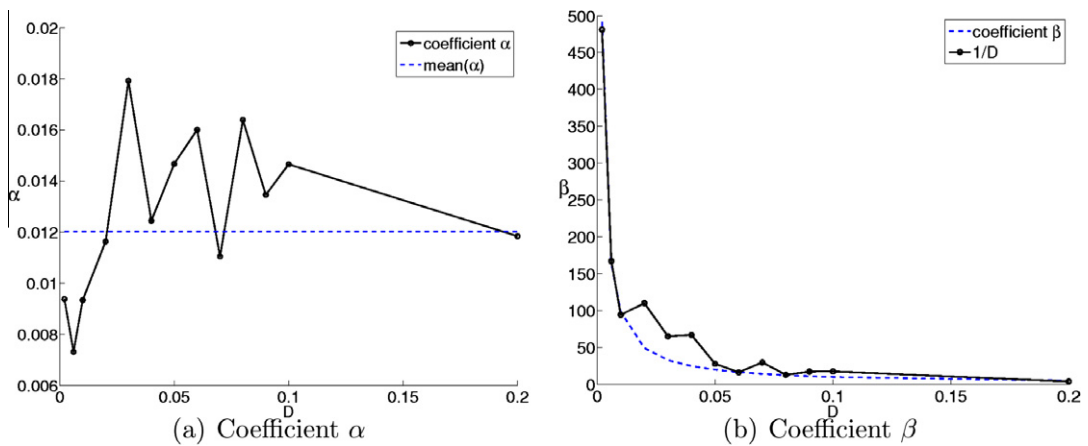 0.02
0.018
0.016
0.014
α
0.012
0.01
0.008
0.006
0
0.05
0.1
0.15
0.2
D
coefficient α
mean(α)
(a) Coefficient α
500
450
400
350
300
250
β
200
150
100
50
0
0
0.05
0.1
0.15
0.2
D
coefficient β
1/D
(b) Coefficient β